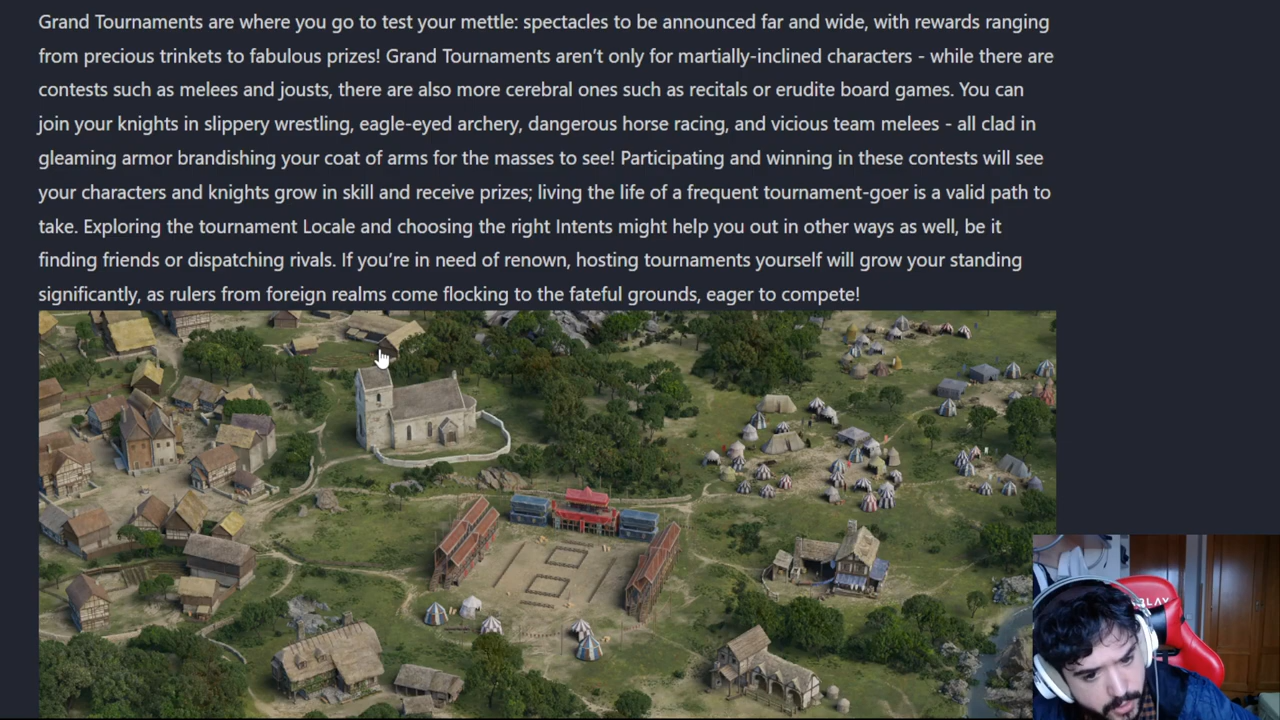 Grand Tournaments are where you go to test your mettle: spectacles to be announced far and wide, with rewards ranging
from precious trinkets to fabulous prizes! Grand Tournaments aren’t only for martially-inclined characters - while there are
contests such as melees and jousts, there are also more cerebral ones such as recitals or erudite board games. You can
join your knights in slippery wrestling, eagle-eyed archery, dangerous horse racing, and vicious team melees - all clad in
gleaming armor brandishing your coat of arms for the masses to see! Participating and winning in these contests will see
your characters and knights grow in skill and receive prizes; living the life of a frequent tournament-goer is a valid path to
take. Exploring the tournament Locale and choosing the right Intents might help you out in other ways as well, be it
finding friends or dispatching rivals. If you’re in need of renown, hosting tournaments yourself will grow your standing
significantly, as rulers from foreign realms come flocking to the fateful grounds, eager to compete!